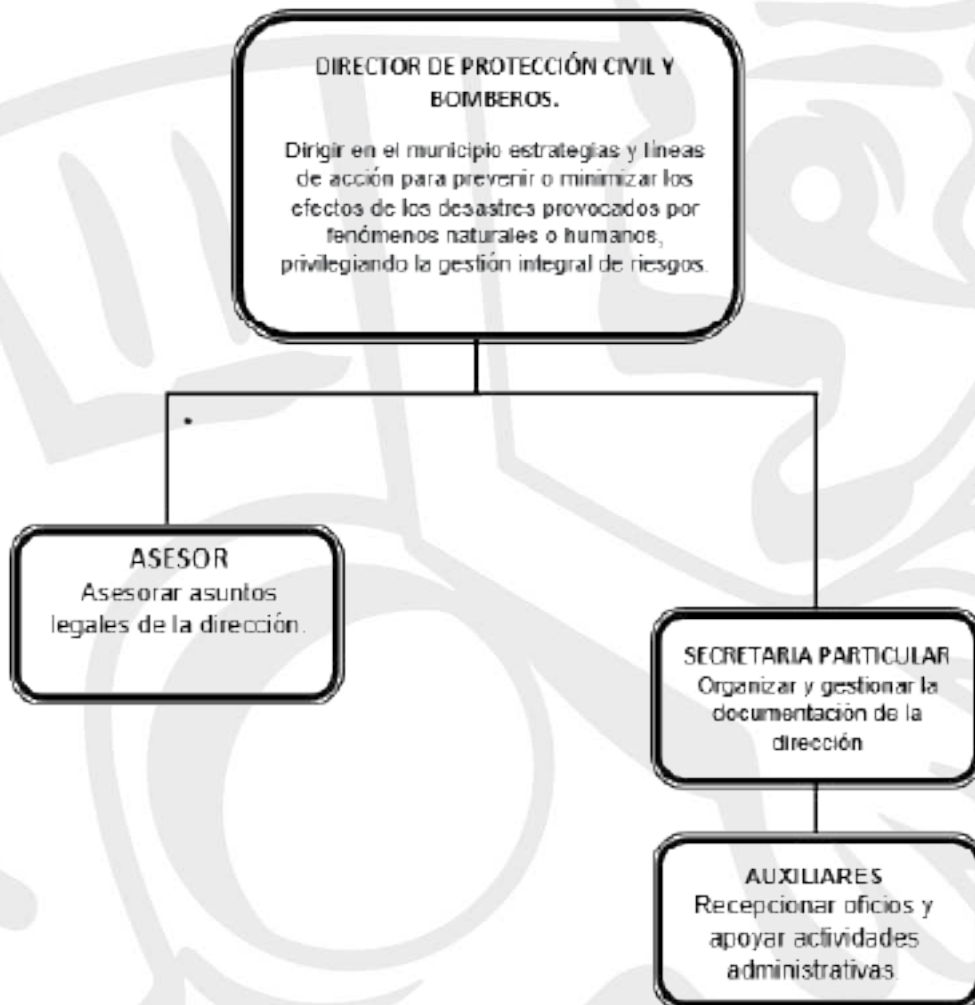 DIRECTOR DE PROTECCIÓN CIVIL Y
BOMBEROS.
Dirigir en el municipio estrategias y líneas
de acción para prevenir o minimizar los
efectos de los desastres provocados por
fenómenos naturales o humanos,
privilegiando la gestión integral de riesgos.
ASESOR
Asesorar asuntos
legales de la dirección.
SECRETARIA PARTICULAR
Organizar y gestionar la
documentación de la
dirección
AUXILIARES
Recepcionar oficios y
apoyar actividades
administrativas